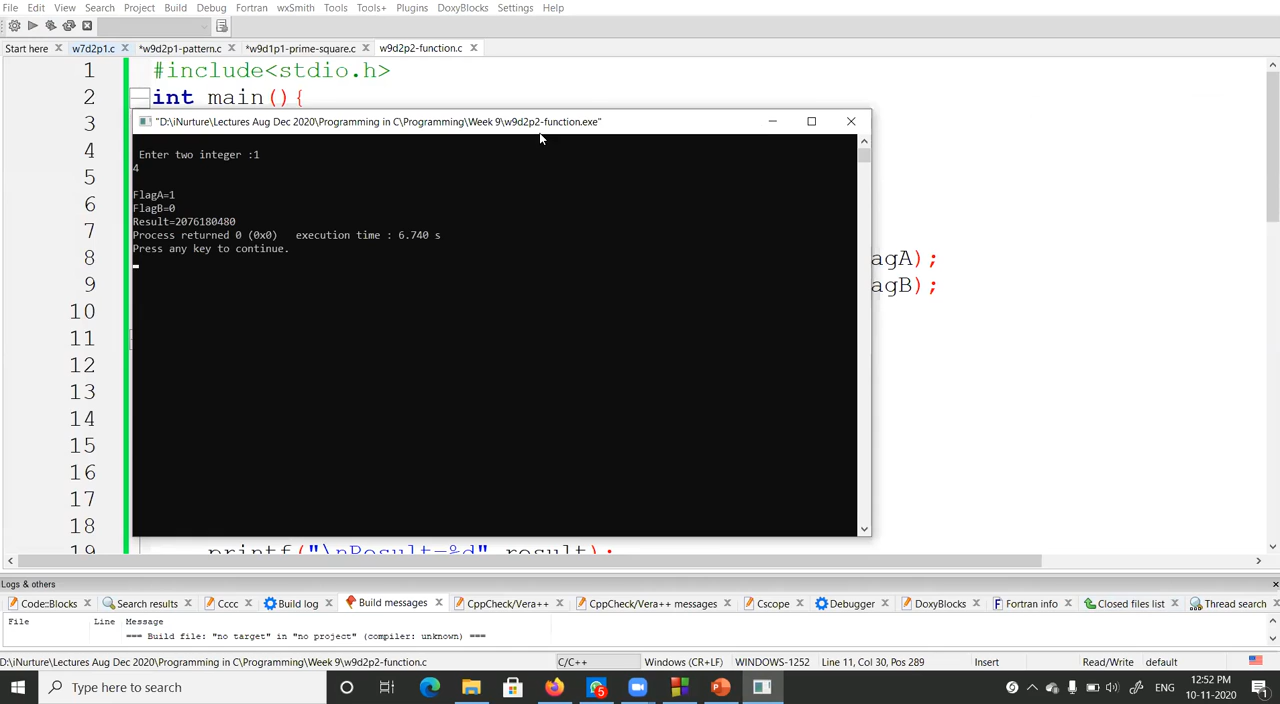 File Edit View Search Project Build Debug Fortran wxSmith Tools Tools+ Plugins DoxyBlocks Settings Help
Start here w7d2p1.c *w9d2p1-pattern.c *w9d1p1-prime-square.c w9d2p2-function.c
1 #include<stdio.h>
2 int main(){
3
4
5
6
7
8 agA);
9 agB);
10
11
12
13
14
15
16
17
18
19 printf("\nResult=%d",result);
"D:\iNurture\Lectures Aug Dec 2020\Programming in C\Programming\Week 9\w9d2p2-function.exe"
Enter two integer :1
4
FlagA=1
FlagB=0
Result=2076180480
Process returned 0 (0x0) execution time : 6.740 s
Press any key to continue.
Logs & others
Code::Blocks Search results Cccc Build log Build messages CppCheck/Vera++ CppCheck/Vera++ messages Cscope Debugger DoxyBlocks Fortran info Closed files list Thread search
File Line Message
=== Build file: "no target" in "no project" (compiler: unknown) ===
D:\iNurture\Lectures Aug Dec 2020\Programming in C\Programming\Week 9\w9d2p2-function.c C/C++ Windows (CR+LF) WINDOWS-1252 Line 11, Col 30, Pos 289 Insert Read/Write default
Type here to search 5 ENG 12:52 PM
10-11-2020 1